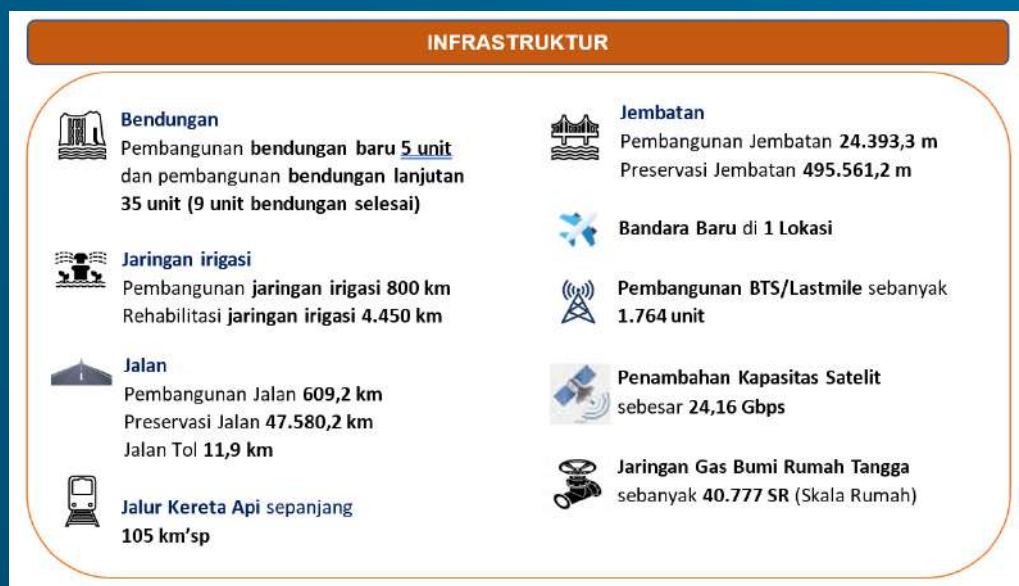 INFRASTRUKTUR
Bendungan
Pembangunan bendungan baru 5 unit
dan pembangunan bendungan lanjutan
35 unit (9 unit bendungan selesai)
Jaringan irigasi
Pembangunan jaringan irigasi 800 km
Rehabilitasi jaringan irigasi 4.450 km
Jalan
Pembangunan Jalan 609,2 km
Preservasi Jalan 47.580,2 km
Jalan Tol 11,9 km
Jalur Kereta Api sepanjang
105 km'sp
Jembatan
Pembangunan Jembatan 24.393,3 m
Preservasi Jembatan 495.561,2 m
Bandara Baru di 1 Lokasi
Pembangunan BTS/Lastmile sebanyak
1.764 unit
Penambahan Kapasitas Satelit
sebesar 24,16 Gbps
Jaringan Gas Bumi Rumah Tangga
sebanyak 40.777 SR (Skala Rumah)